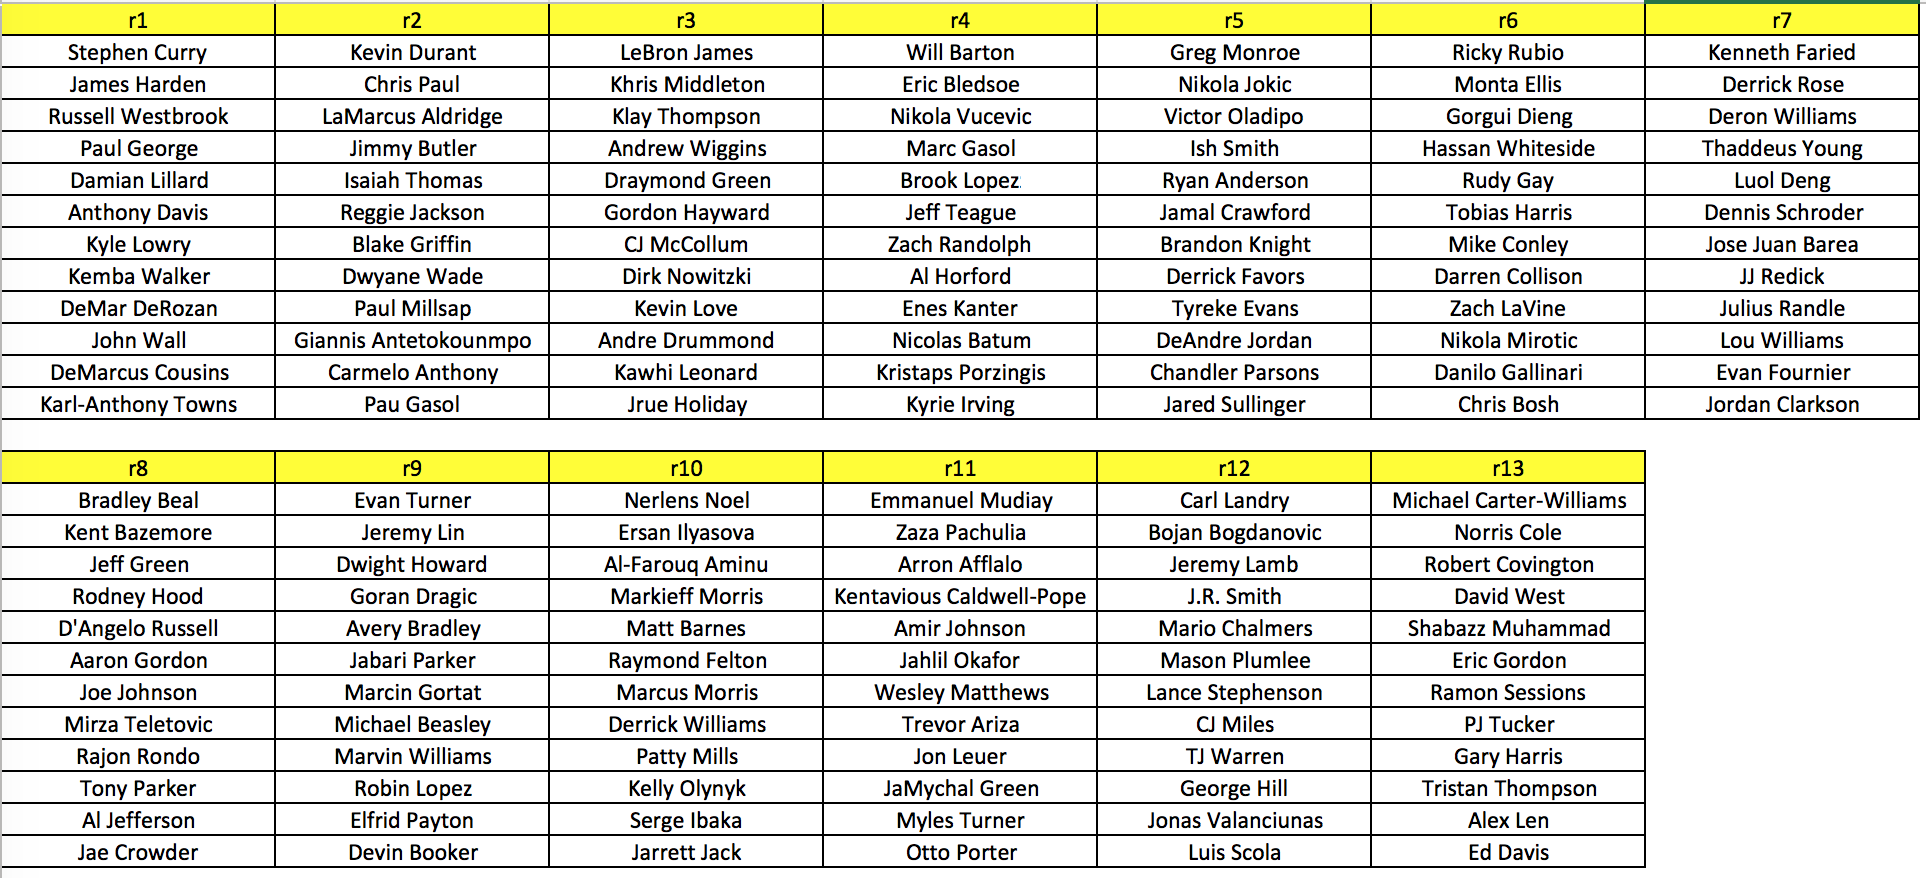 r1 r2 r3 r4 r5 r6 r7
Stephen Curry Kevin Durant LeBron James Will Barton Greg Monroe Ricky Rubio Kenneth Faried
James Harden Chris Paul Khris Middleton Eric Bledsoe Nikola Jokic Monta Ellis Derrick Rose
Russell Westbrook LaMarcus Aldridge Klay Thompson Nikola Vucevic Victor Oladipo Gorgui Dieng Deron Williams
Paul George Jimmy Butler Andrew Wiggins Marc Gasol Ish Smith Hassan Whiteside Thaddeus Young
Damian Lillard Isaiah Thomas Draymond Green Brook Lopez Ryan Anderson Rudy Gay Luol Deng
Anthony Davis Reggie Jackson Gordon Hayward Jeff Teague Jamal Crawford Tobias Harris Dennis Schroder
Kyle Lowry Blake Griffin CJ McCollum Zach Randolph Brandon Knight Mike Conley Jose Juan Barea
Kemba Walker Dwyane Wade Dirk Nowitzki Al Horford Derrick Favors Darren Collison JJ Redick
DeMar DeRozan Paul Millsap Kevin Love Enes Kanter Tyreke Evans Zach LaVine Julius Randle
John Wall Giannis Antetokounmpo Andre Drummond Nicolas Batum DeAndre Jordan Nikola Mirotic Lou Williams
DeMarcus Cousins Carmelo Anthony Kawhi Leonard Kristaps Porzingis Chandler Parsons Danilo Gallinari Evan Fournier
Karl-Anthony Towns Pau Gasol Jrue Holiday Kyrie Irving Jared Sullinger Chris Bosh Jordan Clarkson
r8 r9 r10 r11 r12 r13
Bradley Beal Evan Turner Nerlens Noel Emmanuel Mudiay Carl Landry Michael Carter-Williams
Kent Bazemore Jeremy Lin Ersan Ilyasova Zaza Pachulia Bojan Bogdanovic Norris Cole
Jeff Green Dwight Howard Al-Farouq Aminu Arron Afflalo Jeremy Lamb Robert Covington
Rodney Hood Goran Dragic Markieff Morris Kentavious Caldwell-Pope J.R. Smith David West
D'Angelo Russell Avery Bradley Matt Barnes Amir Johnson Mario Chalmers Shabazz Muhammad
Aaron Gordon Jabari Parker Raymond Felton Jahlil Okafor Mason Plumlee Eric Gordon
Joe Johnson Marcin Gortat Marcus Morris Wesley Matthews Lance Stephenson Ramon Sessions
Mirza Teletovic Michael Beasley Derrick Williams Trevor Ariza CJ Miles PJ Tucker
Rajon Rondo Marvin Williams Patty Mills Jon Leuer TJ Warren Gary Harris
Tony Parker Robin Lopez Kelly Olynyk JaMychal Green George Hill Tristan Thompson
Al Jefferson Elfrid Payton Serge Ibaka Myles Turner Jonas Valanciunas Alex Len
Jae Crowder Devin Booker Jarrett Jack Otto Porter Luis Scola Ed Davis